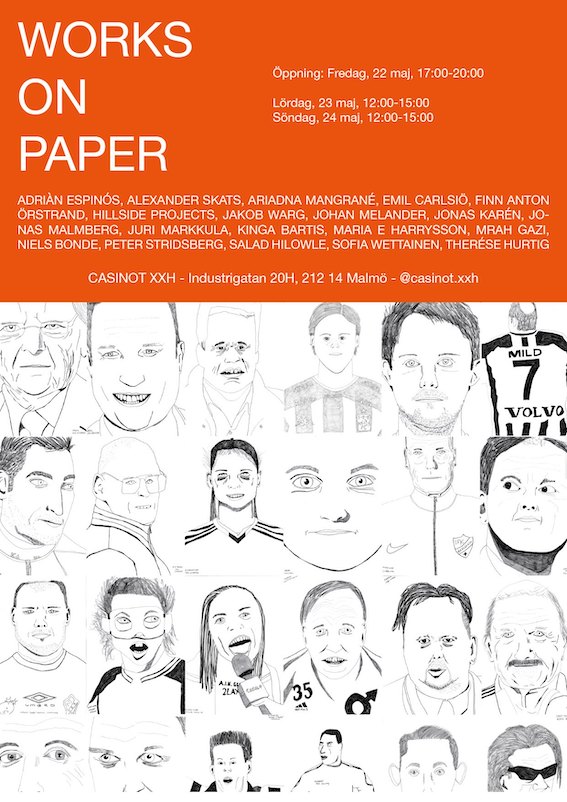 WORKS
ON
PAPER
Öppning: Fredag, 22 maj, 17:00-20:00
Lördag, 23 maj, 12:00-15:00
Söndag, 24 maj, 12:00-15:00
ADRIÀN ESPINÓS, ALEXANDER SKATS, ARIADNA MANGRANÉ, EMIL CARLSIÖ, FINN ANTON
ÖRSTRAND, HILLSIDE PROJECTS, JAKOB WARG, JOHAN MELANDER, JONAS KARÉN, JO-
NAS MALMBERG, JURI MARKKULA, KINGA BARTIS, MARIA E HARRYSSON, MRAH GAZI,
NIELS BONDE, PETER STRIDSBERG, SALAD HILOWLE, SOFIA WETTAINEN, THERÉSE HURTIG
CASINOT XXH - Industrigatan 20H, 212 14 Malmö - @casinot.xxh
MILD
7
VOLVO
UMBRO
A.I.K.
2LAY
35